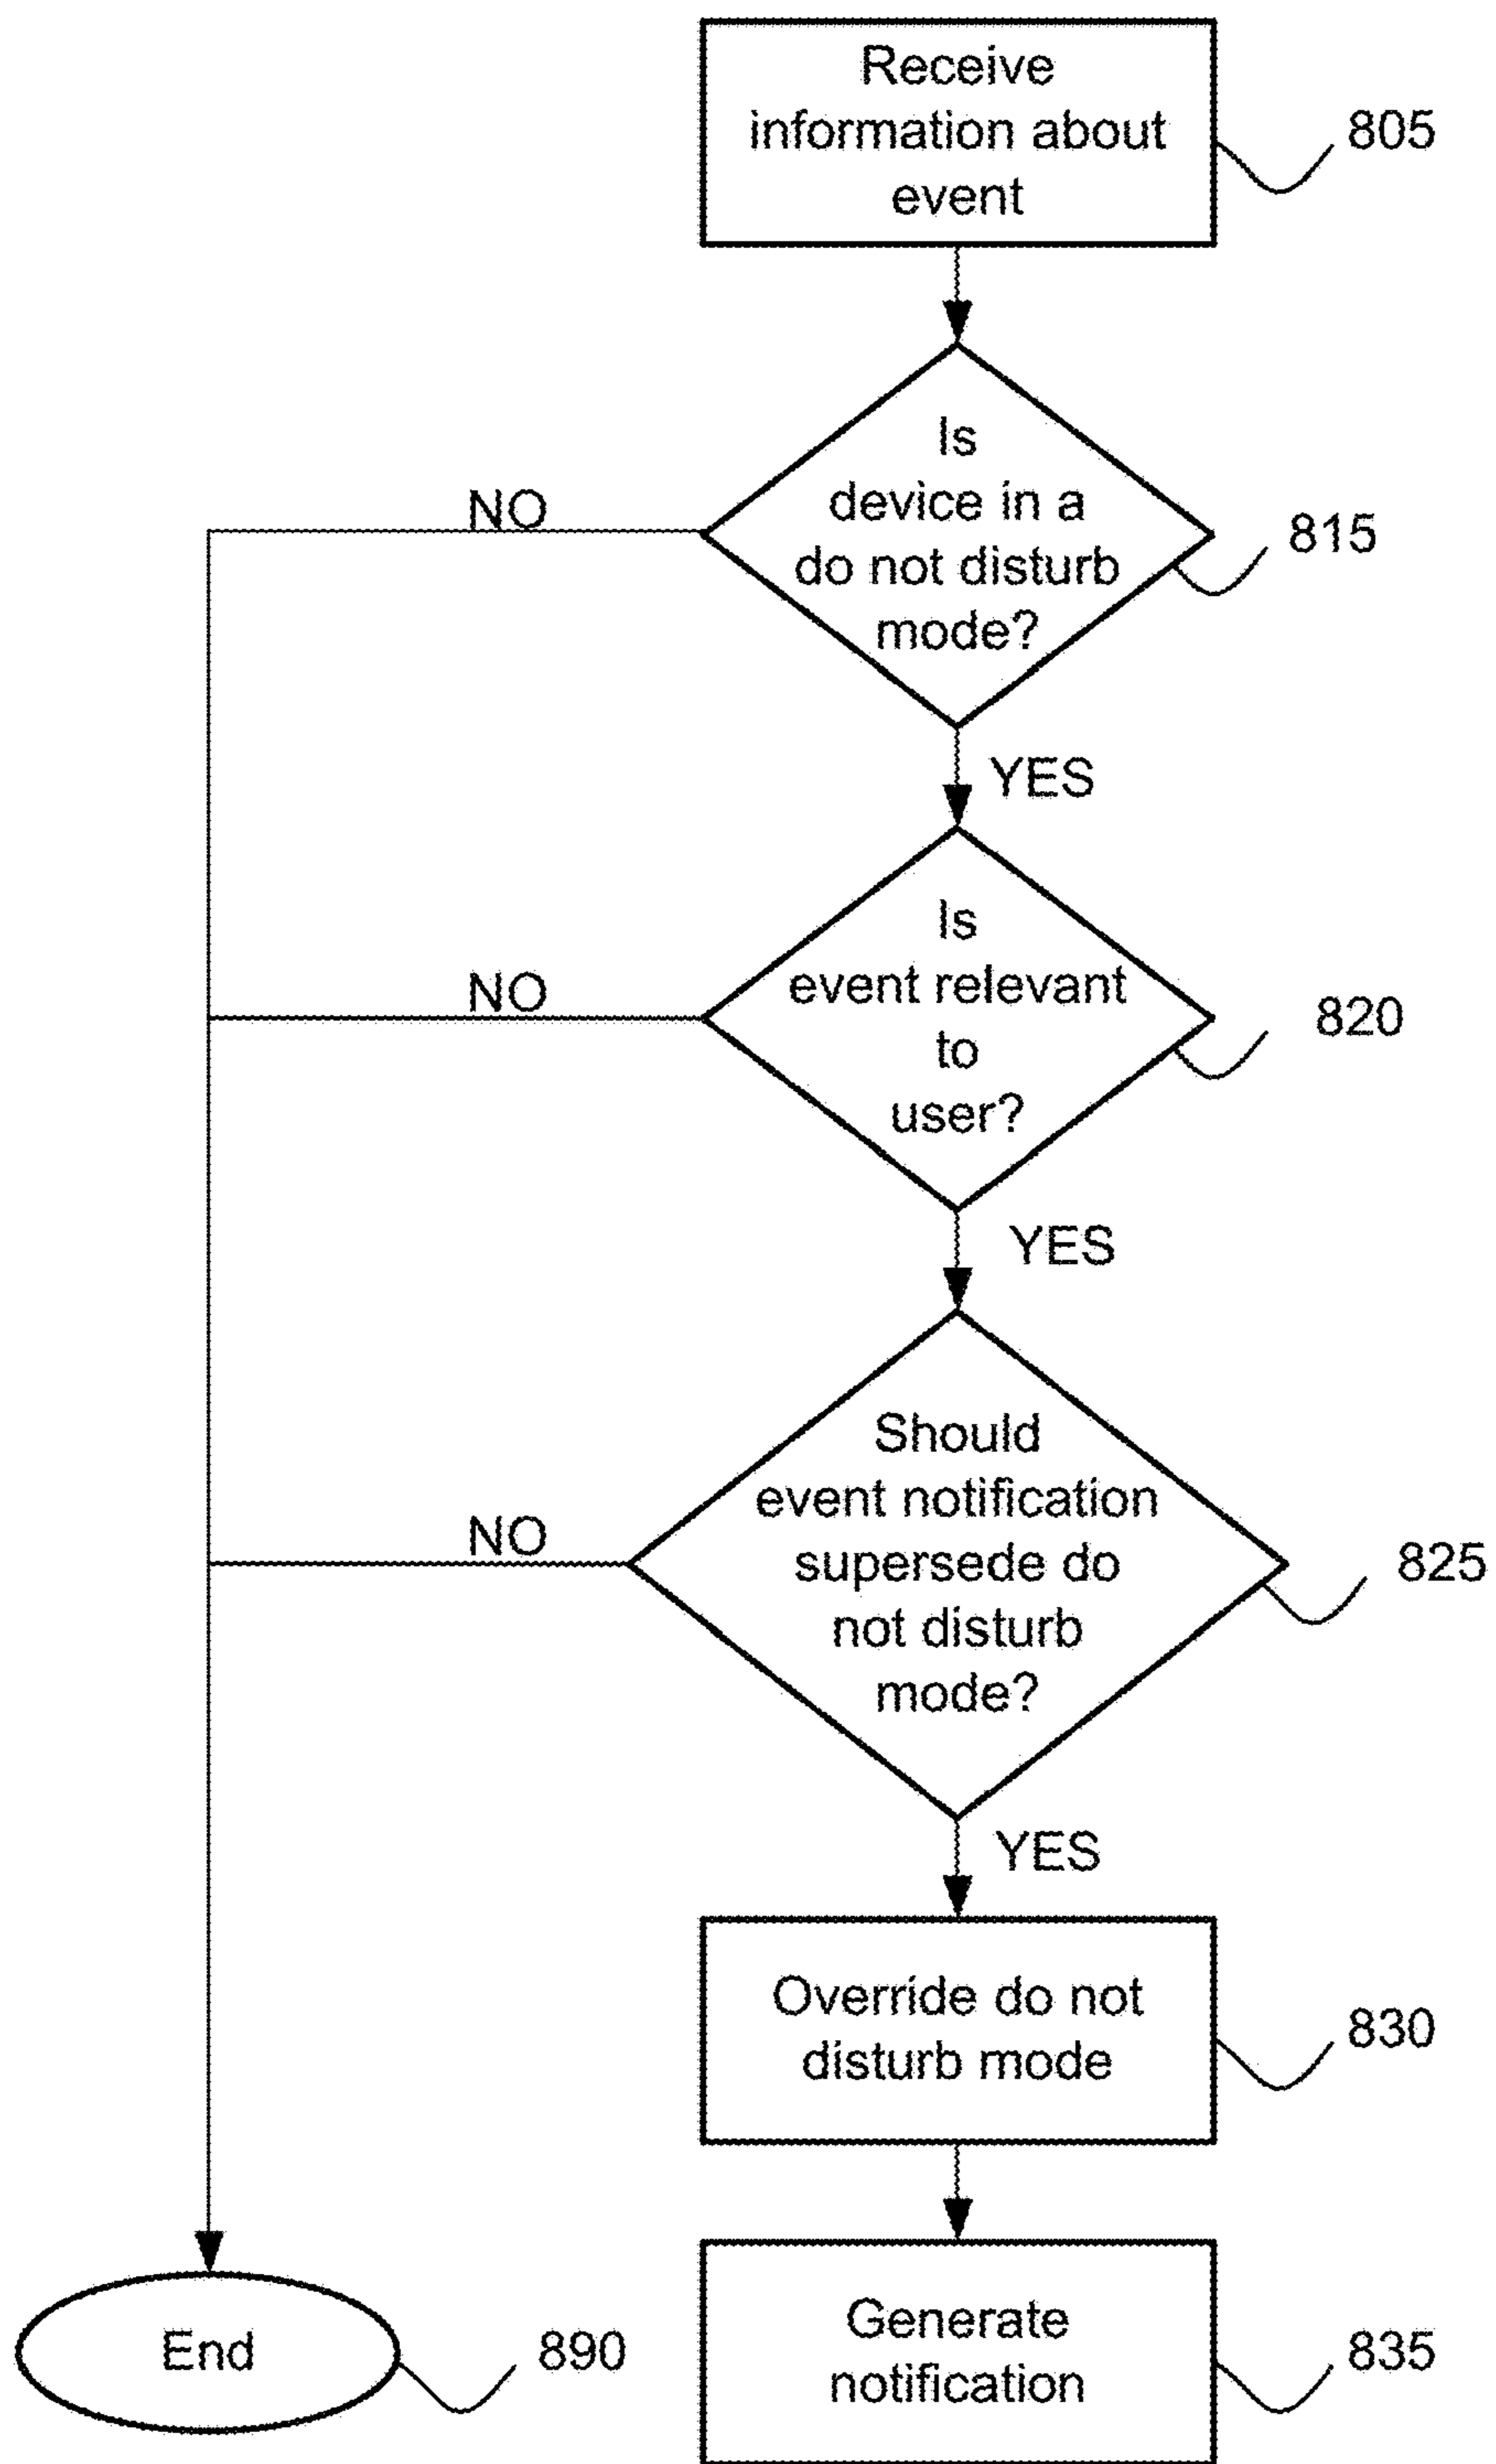 Receive
information about
event
805
Is
device in a
do not disturb
mode?
815
NO
YES
Is
event relevant
to
user?
820
NO
YES
Should
event notification
supersede do
not disturb
mode?
825
NO
YES
Override do not
disturb mode
830
Generate
notification
835
End
890